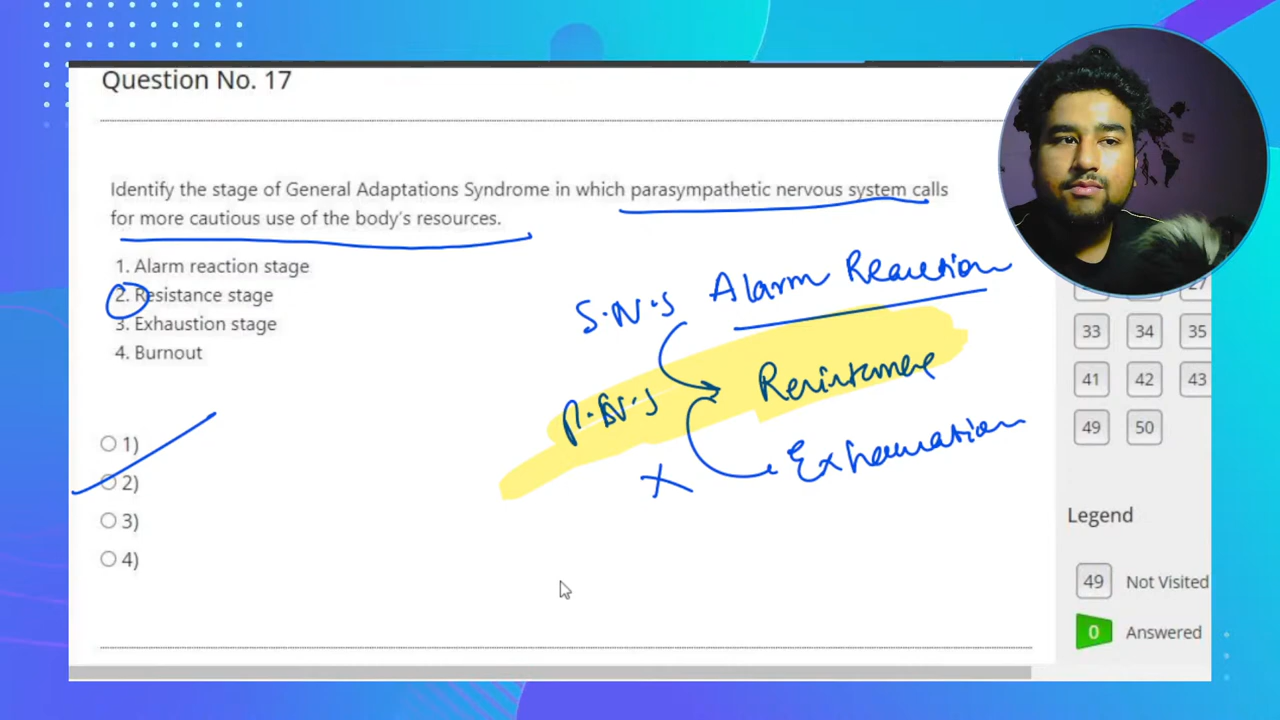 Question No. 17
Identify the stage of General Adaptations Syndrome in which parasympathetic nervous system calls
for more cautious use of the body's resources.
1. Alarm reaction stage
2. Resistance stage
3. Exhaustion stage
4. Burnout
1)
2)
3)
4)
S.N.S Alarm Reaction
P.N.S Resistance
X Exhaustion
27
33 34 35
41 42 43
49 50
Legend
49 Not Visited
0 Answered